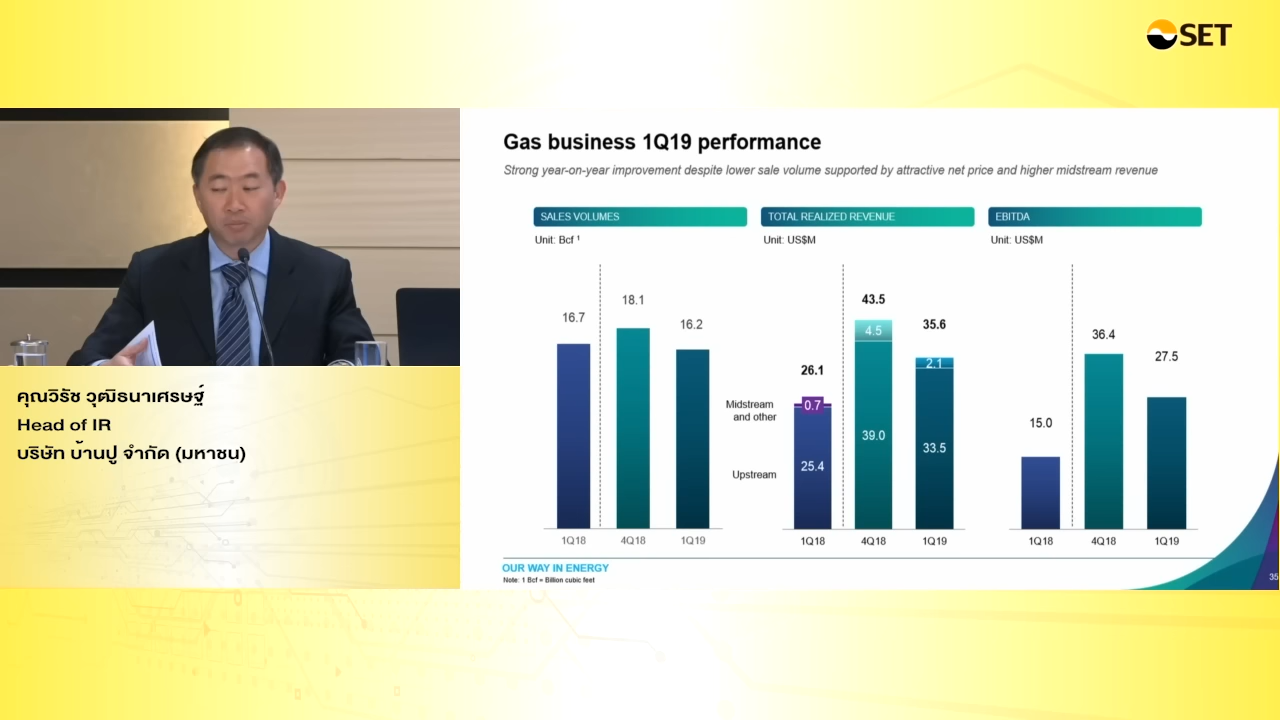 SET
คุณวิรัช วุฒิธนาเศรษฐ์
Head of IR
บริษัท บ้านปู จำกัด (มหาชน)
Gas business 1Q19 performance
Strong year-on-year improvement despite lower sale volume supported by attractive net price and higher midstream revenue
SALES VOLUMES
Unit: Bcf ¹
16.7
18.1
16.2
1Q18
4Q18
1Q19
TOTAL REALIZED REVENUE
Unit: US$M
43.5
4.5
35.6
2.1
26.1
Midstream
and other
0.7
39.0
33.5
Upstream
25.4
1Q18
4Q18
1Q19
EBITDA
Unit: US$M
36.4
27.5
15.0
1Q18
4Q18
1Q19
OUR WAY IN ENERGY
Note: 1 Bcf = Billion cubic feet
35